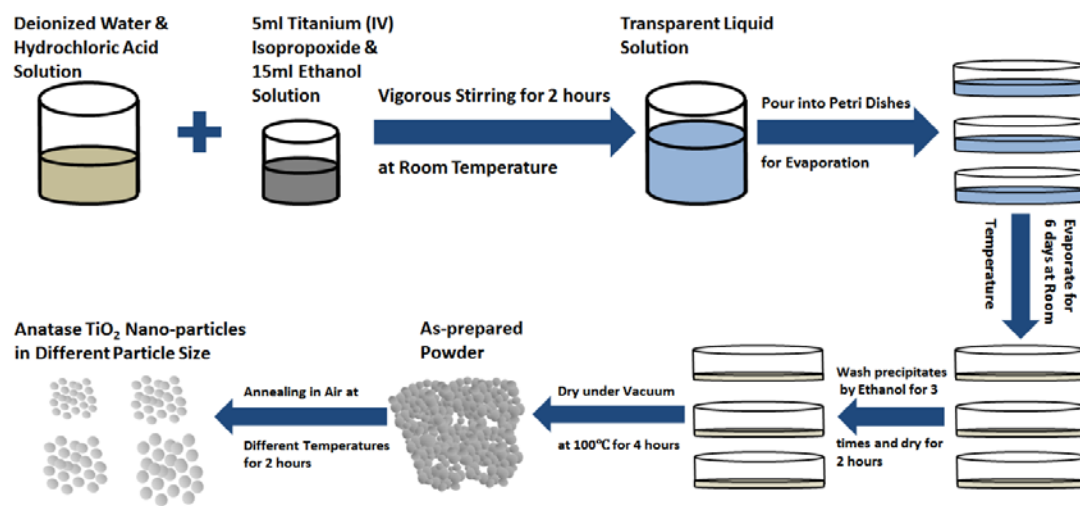 Deionized Water &
Hydrochloric Acid
Solution
5ml Titanium (IV)
Isopropoxide &
15ml Ethanol
Solution
Vigorous Stirring for 2 hours
at Room Temperature
Transparent Liquid
Solution
Pour into Petri Dishes
for Evaporation
Evaporate for
6 days at Room
Temperature
Wash precipitates
by Ethanol for 3
times and dry for
2 hours
Dry under Vacuum
at 100℃ for 4 hours
As-prepared
Powder
Annealing in Air at
Different Temperatures
for 2 hours
Anatase TiO₂ Nano-particles
in Different Particle Size